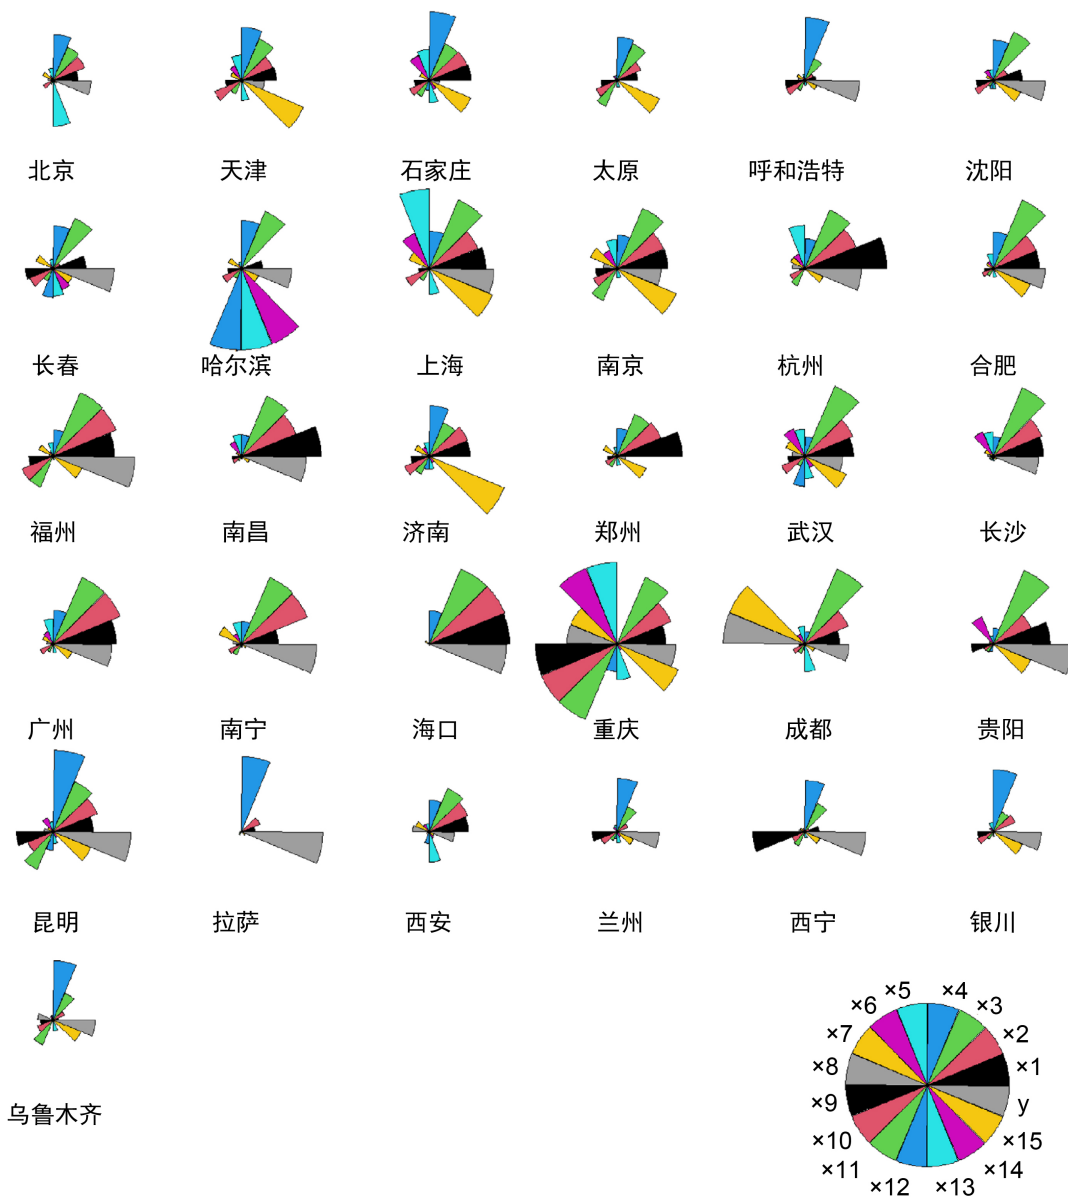 北京 天津 石家庄 太原 呼和浩特 沈阳
长春 哈尔滨 上海 南京 杭州 合肥
福州 南昌 济南 郑州 武汉 长沙
广州 南宁 海口 重庆 成都 贵阳
昆明 拉萨 西安 兰州 西宁 银川
乌鲁木齐
×5 ×4
×6 ×3
×7 ×2
×8 ×1
×9 y
×10 ×15
×11 ×14
×12 ×13